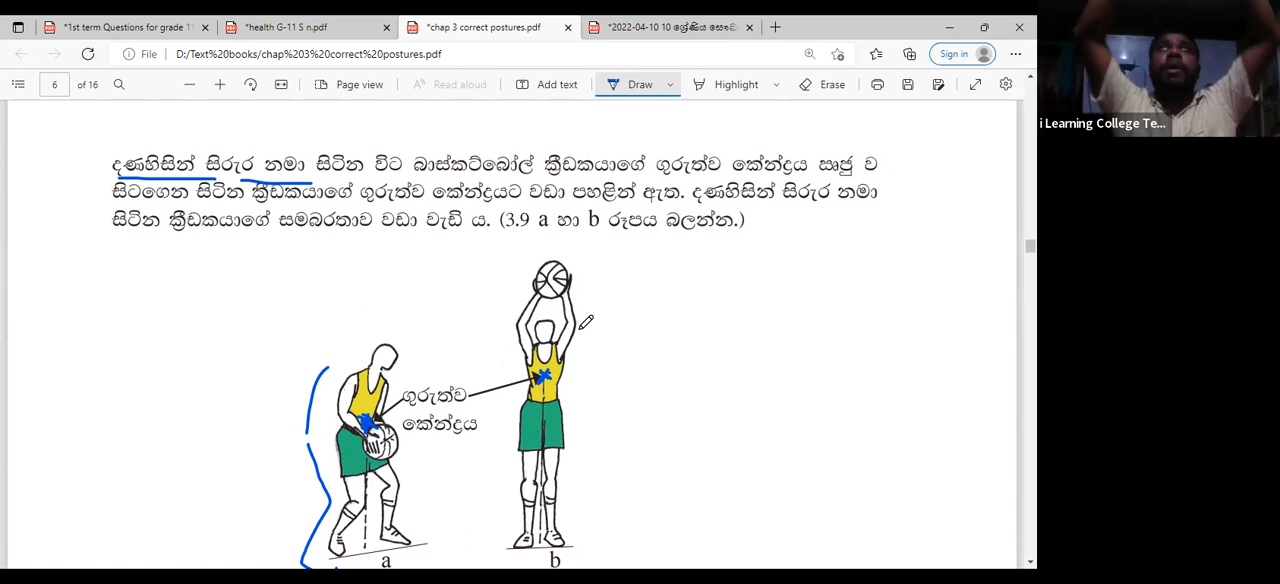 *1st term Questions for grade 11
*health G-11 S n.pdf
*chap 3 correct postures.pdf
*2022-04-10 10 ශ්‍රේණිය සෞඛ
File
D:/Text%20books/chap%203%20correct%20postures.pdf
Sign in
6 of 16
Page view
Read aloud
Add text
Draw
Highlight
Erase
i Learning College Te...
දණහිසින් සිරුර නමා සිටින විට බාස්කට්බෝල් ක්‍රීඩකයාගේ ගුරුත්ව කේන්ද්‍රය ඍජු ව
සිටගෙන සිටින ක්‍රීඩකයාගේ ගුරුත්ව කේන්ද්‍රයට වඩා පහළින් ඇත. දණහිසින් සිරුර නමා
සිටින ක්‍රීඩකයාගේ සමබරතාව වඩා වැඩි ය. (3.9 a හා b රූපය බලන්න.)
ගුරුත්ව
කේන්ද්‍රය
a
b